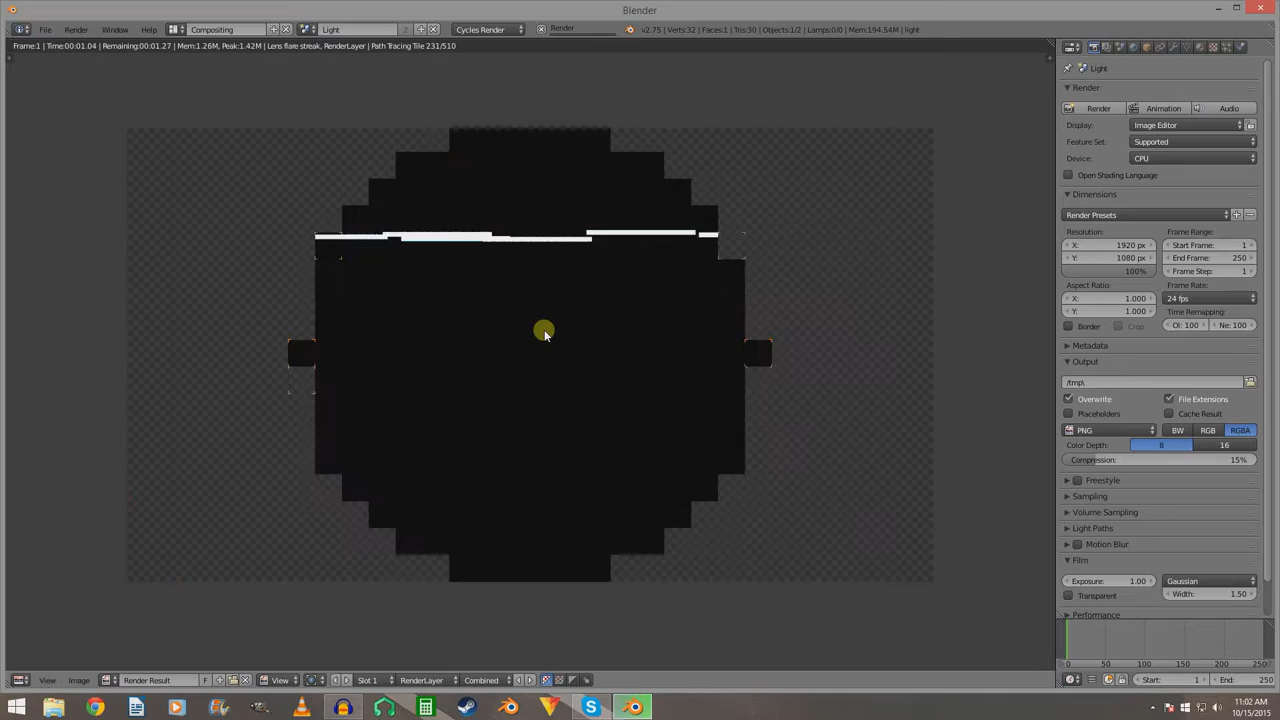 Blender
File Render Window Help Compositing Light 2 Cycles Render Render v2.75 | Verts:32 | Faces:1 | Tris:30 | Objects:1/2 | Lamps:0/0 | Mem:194.54M | light
Frame:1 | Time:00:01.04 | Remaining:00:01.27 | Mem:1.26M, Peak:1.42M | Lens flare streak, RenderLayer | Path Tracing Tile 231/510
Light
Render
Render Animation Audio
Display: Image Editor
Feature Set: Supported
Device: CPU
Open Shading Language
Dimensions
Render Presets
Resolution: Frame Range:
X: 1920 px Start Frame: 1
Y: 1080 px End Frame: 250
100% Frame Step: 1
Aspect Ratio: Frame Rate:
X: 1.000 24 fps
Y: 1.000 Time Remapping:
Border Crop Ol: 100 Ne: 100
Metadata
Output
/tmp\
Overwrite File Extensions
Placeholders Cache Result
PNG BW RGB RGBA
Color Depth: 8 16
Compression: 15%
Freestyle
Sampling
Volume Sampling
Light Paths
Motion Blur
Film
Exposure: 1.00 Gaussian
Transparent Width: 1.50
Performance
0 50 100 150 200 250
View Image Render Result F View Slot 1 RenderLayer Combined Start: 1 End: 250
11:02 AM
10/15/2015